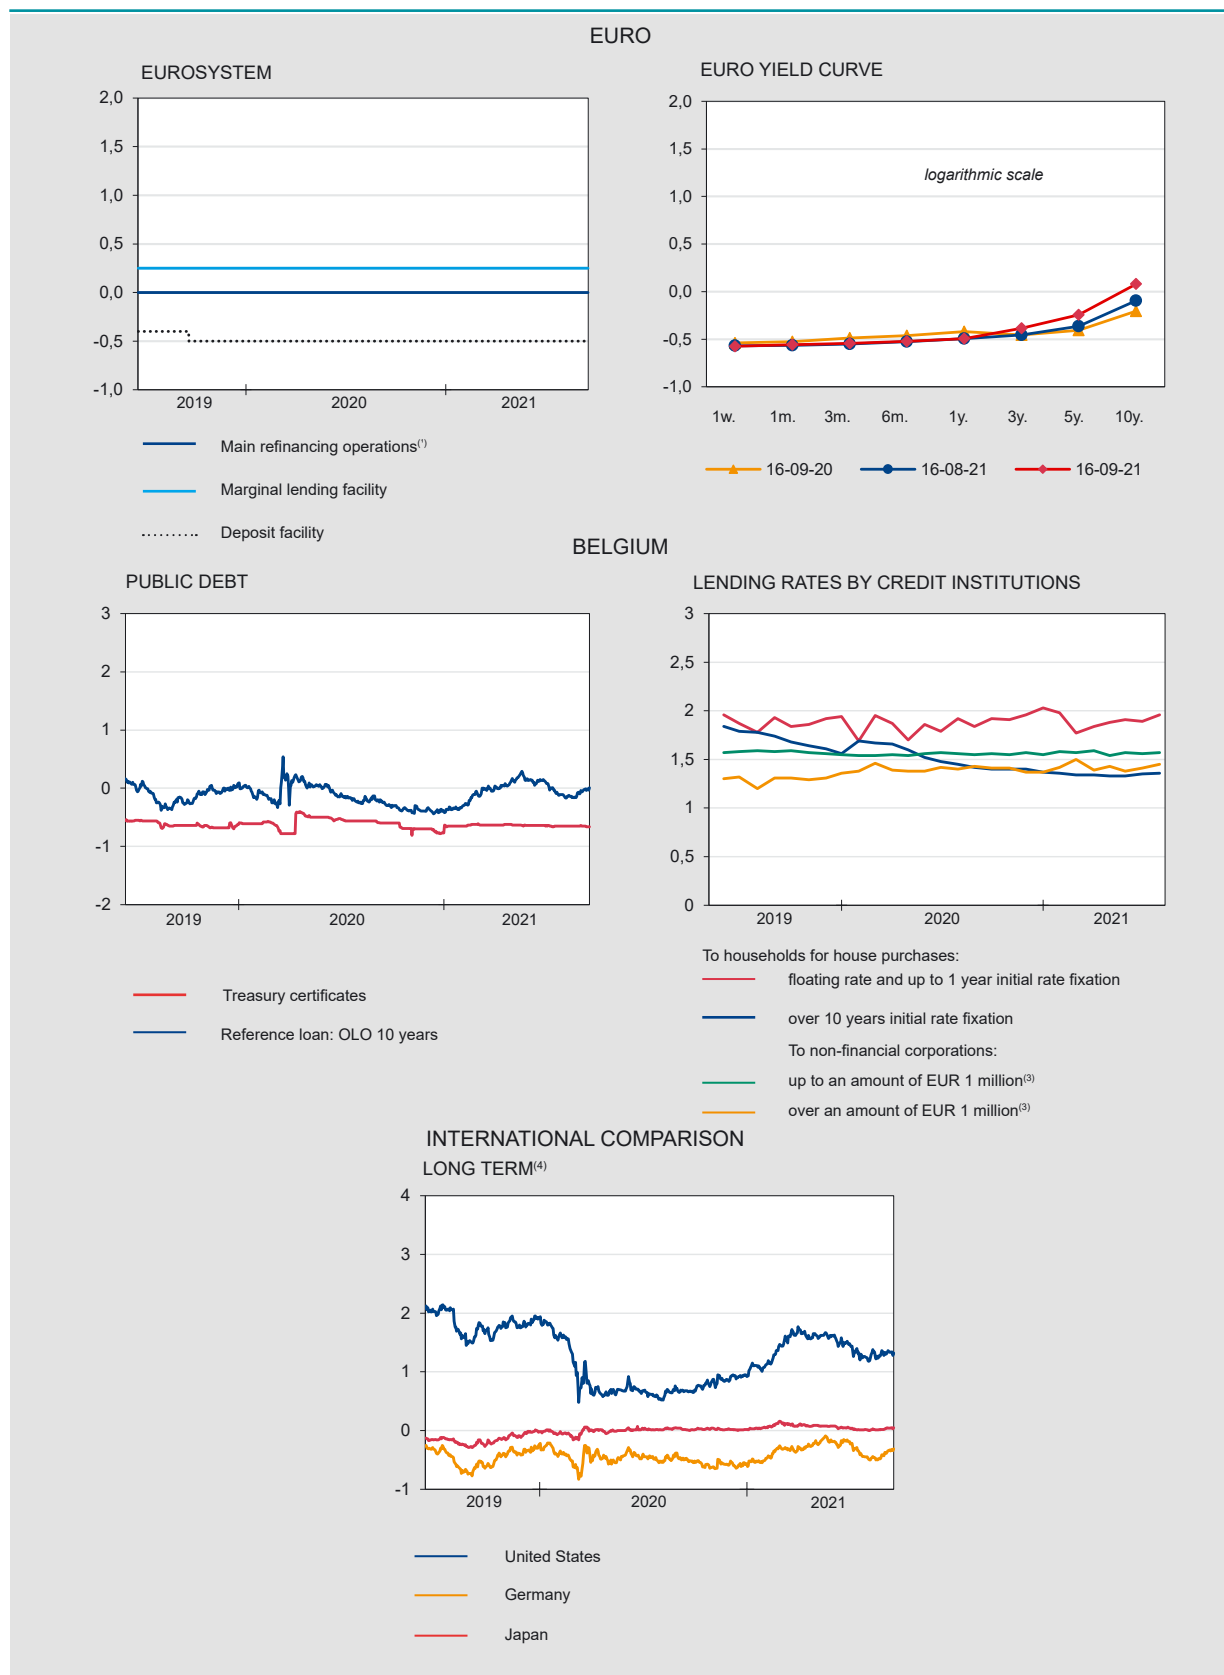 EURO
EUROSYSTEM
2,0
1,5
1,0
0,5
0,0
-0,5
-1,0
2019 2020 2021
Main refinancing operations(¹)
Marginal lending facility
Deposit facility
EURO YIELD CURVE
2,0
1,5
1,0
0,5
0,0
-0,5
-1,0
logarithmic scale
1w. 1m. 3m. 6m. 1y. 3y. 5y. 10y.
16-09-20 16-08-21 16-09-21
BELGIUM
PUBLIC DEBT
3
2
1
0
-1
-2
2019 2020 2021
Treasury certificates
Reference loan: OLO 10 years
LENDING RATES BY CREDIT INSTITUTIONS
3
2,5
2
1,5
1
0,5
0
2019 2020 2021
To households for house purchases:
floating rate and up to 1 year initial rate fixation
over 10 years initial rate fixation
To non-financial corporations:
up to an amount of EUR 1 million(3)
over an amount of EUR 1 million(3)
INTERNATIONAL COMPARISON
LONG TERM(4)
4
3
2
1
0
-1
2019 2020 2021
United States
Germany
Japan